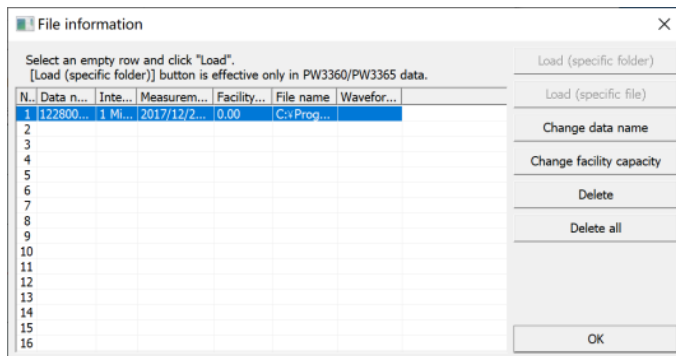 File information
Select an empty row and click "Load".
[Load (specific folder)] button is effective only in PW3360/PW3365 data.
N.. Data n... Inte... Measurem... Facility... File name Wavefor...
1 122800... 1 Mi... 2017/12/2... 0.00 C:¥Prog...
2
3
4
5
6
7
8
9
10
11
12
13
14
15
16
Load (specific folder)
Load (specific file)
Change data name
Change facility capacity
Delete
Delete all
OK